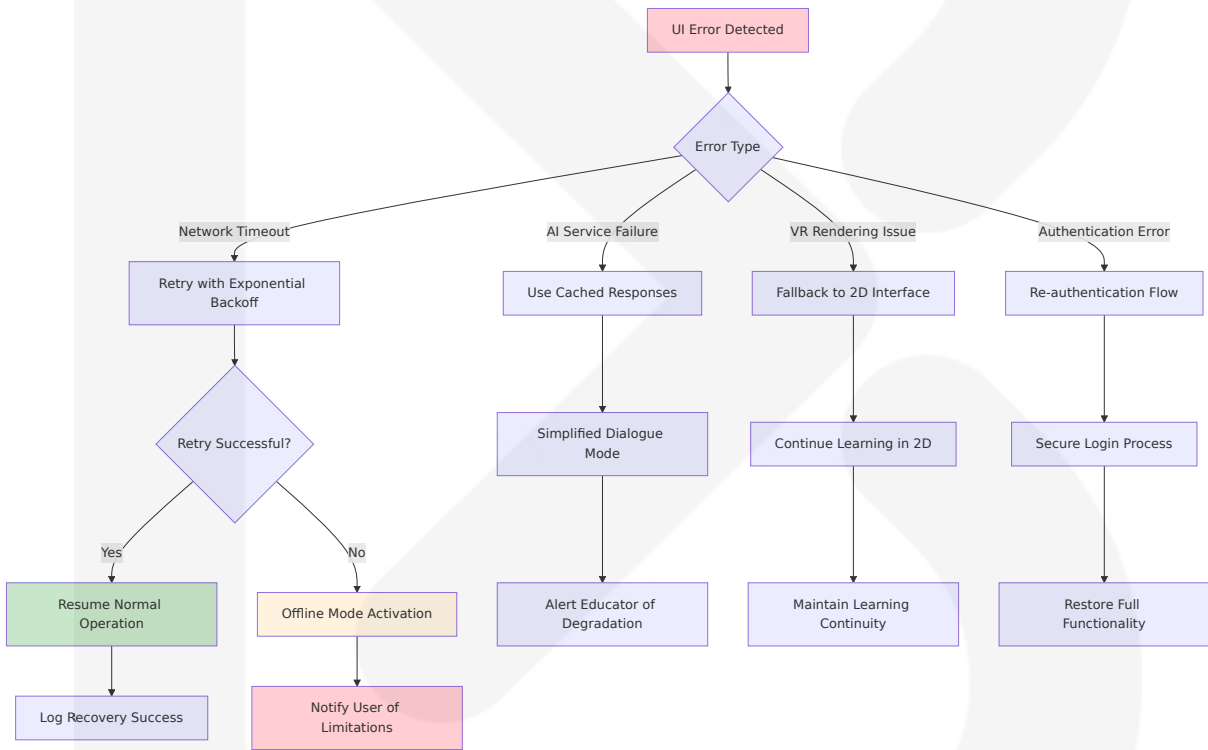 UI Error Detected
Error Type
Network Timeout
AI Service Failure
VR Rendering Issue
Authentication Error
Retry with Exponential
Backoff
Use Cached Responses
Fallback to 2D Interface
Re-authentication Flow
Retry Successful?
Simplified Dialogue
Mode
Continue Learning in 2D
Secure Login Process
Yes
No
Resume Normal
Operation
Offline Mode Activation
Alert Educator of
Degradation
Maintain Learning
Continuity
Restore Full
Functionality
Log Recovery Success
Notify User of
Limitations